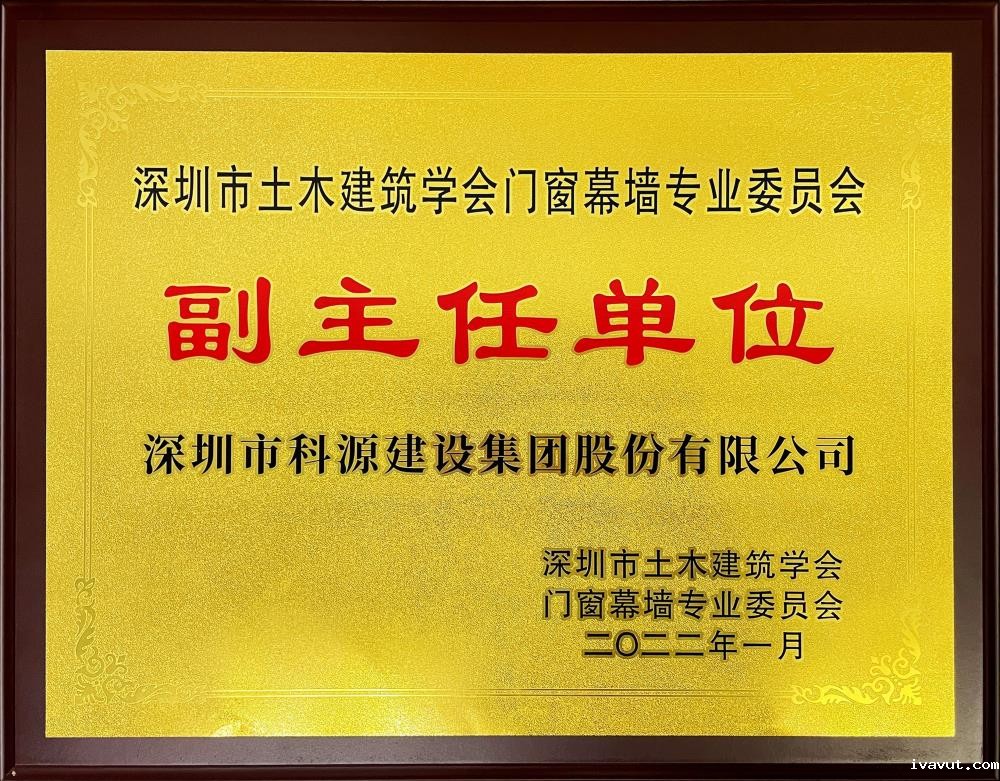 深圳市土木建筑学会门窗幕墙专业委员会
副主任单位
深圳市科源建设集团股份有限公司
深圳市土木建筑学会
门窗幕墙专业委员会
二〇二二年一月
ivavut.com